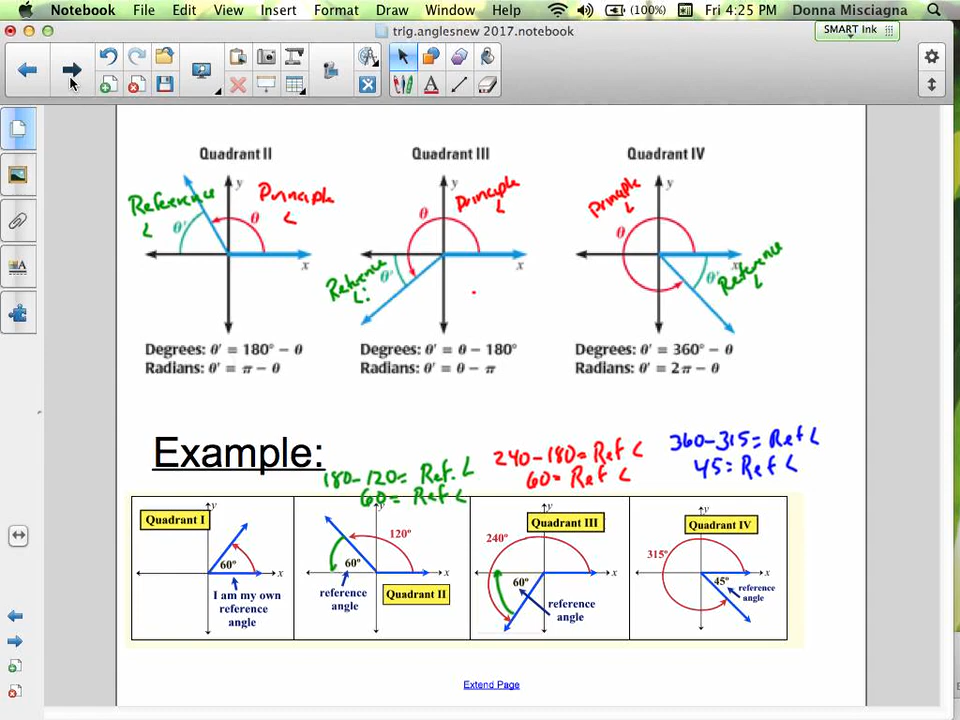 Notebook File Edit View Insert Format Draw Window Help (100%) Fri 4:25 PM Donna Misciagna
trig.anglesnew 2017.notebook
SMART Ink
Quadrant II Quadrant III Quadrant IV
Reference ∠ θ' y Principle ∠ θ x
Principle ∠ θ y Reference ∠: θ' x
Principle ∠ θ y Reference ∠ θ' x
Degrees: θ' = 180° − θ Degrees: θ' = θ − 180° Degrees: θ' = 360° − θ
Radians: θ' = π − θ Radians: θ' = θ − π Radians: θ' = 2π − θ
Example:
180-120= Ref. ∠
60= Ref ∠
240-180= Ref ∠
60= Ref ∠
360-315= Ref ∠
45= Ref ∠
Quadrant I
y
60°
x
I am my own
reference
angle
y
120°
60°
x
reference
angle
Quadrant II
Quadrant III
y
240°
60°
x
reference
angle
Quadrant IV
y
315°
45°
x
reference
angle
Extend Page